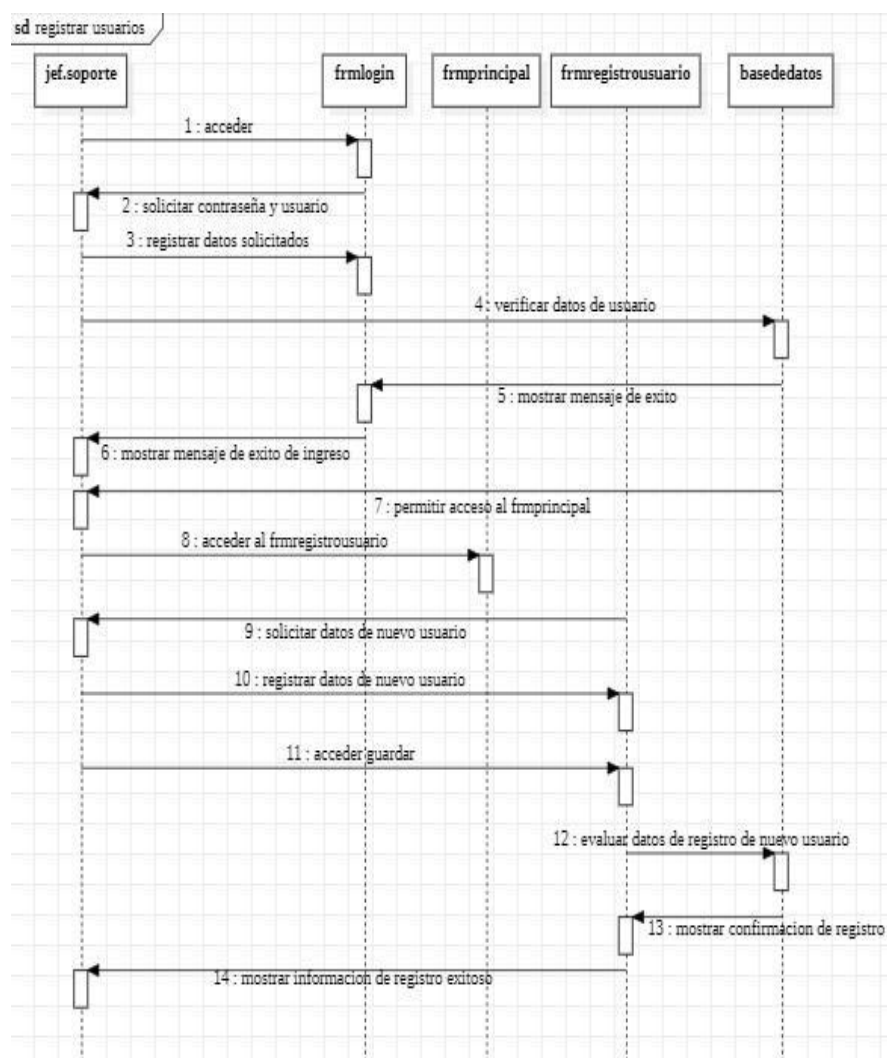 sd registrar usuarios
jef.soporte
frmlogin
frmprincipal
frmregistrousuario
basededatos
1 : acceder
2 : solicitar contraseña y usuario
3 : registrar datos solicitados
4 : verificar datos de usuario
5 : mostrar mensaje de exito
6 : mostrar mensaje de exito de ingreso
7 : permitir acceso al frmprincipal
8 : acceder al frmregistrousuario
9 : solicitar datos de nuevo usuario
10 : registrar datos de nuevo usuario
11 : acceder guardar
12 : evaluar datos de registro de nuevo usuario
13 : mostrar confirmacion de registro
14 : mostrar informacion de registro exitoso